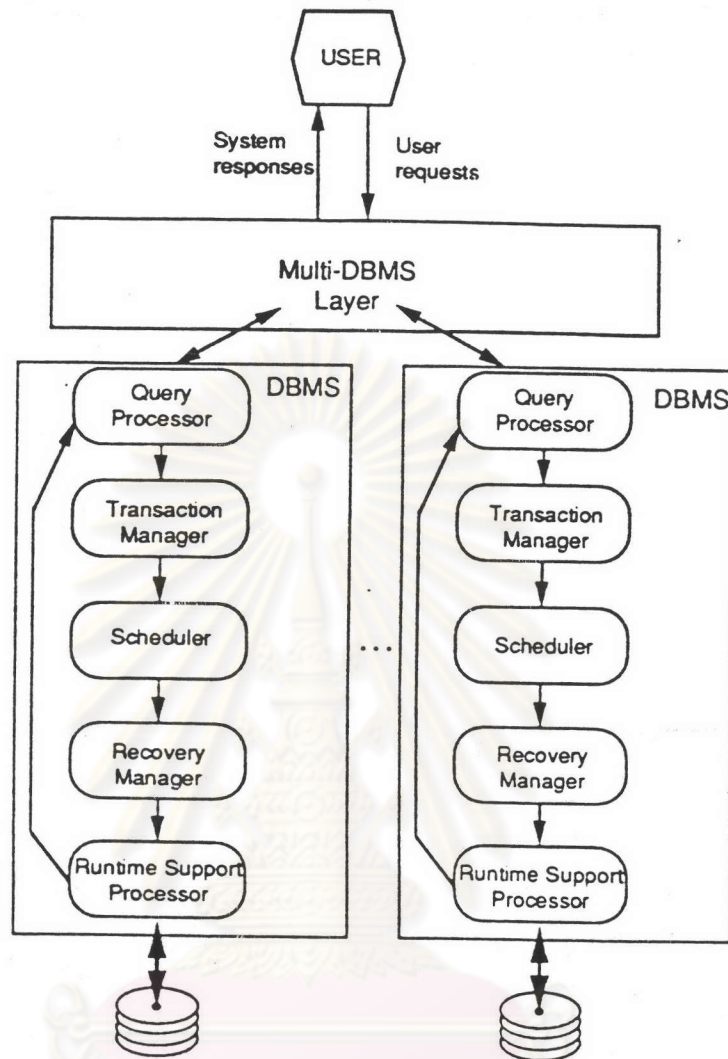 USER
System
responses
User
requests
Multi-DBMS
Layer
DBMS
Query
Processor
Transaction
Manager
Scheduler
Recovery
Manager
Runtime Support
Processor
...
DBMS
Query
Processor
Transaction
Manager
Scheduler
Recovery
Manager
Runtime Support
Processor